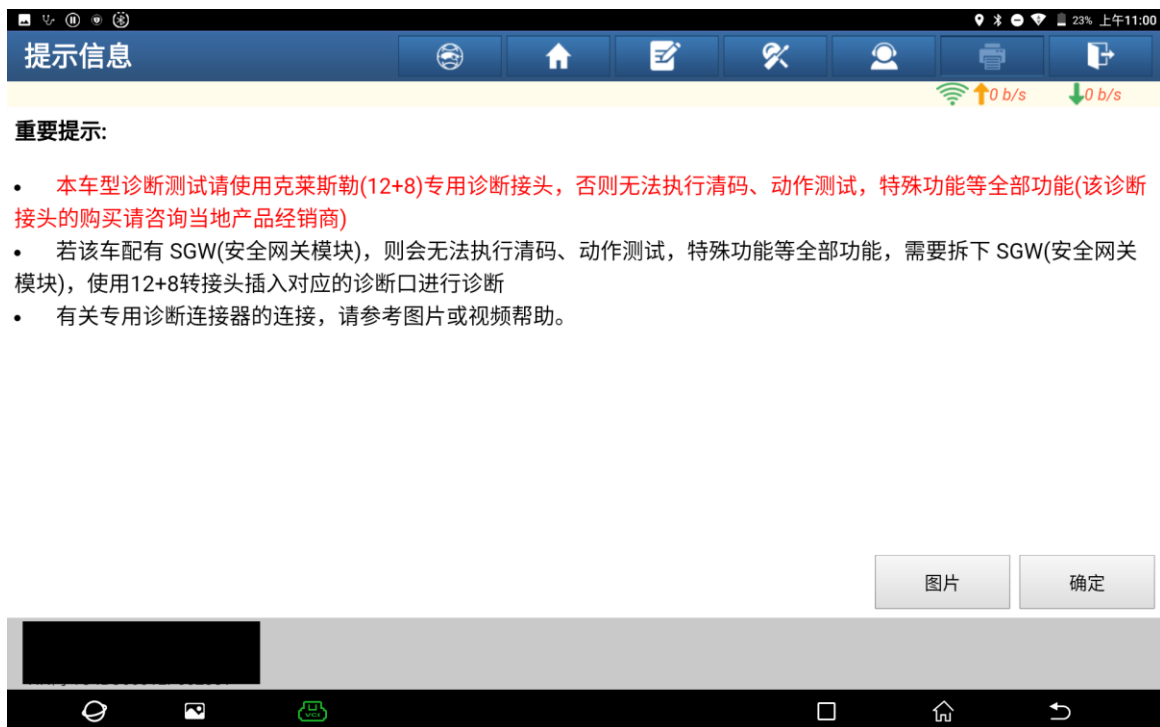 23% 上午11:00
提示信息
0 b/s 0 b/s
重要提示:
• 本车型诊断测试请使用克莱斯勒(12+8)专用诊断接头，否则无法执行清码、动作测试，特殊功能等全部功能(该诊断
接头的购买请咨询当地产品经销商)
• 若该车配有 SGW(安全网关模块)，则会无法执行清码、动作测试，特殊功能等全部功能，需要拆下 SGW(安全网关
模块)，使用12+8转接头插入对应的诊断口进行诊断
• 有关专用诊断连接器的连接，请参考图片或视频帮助。
图片 确定
VCI